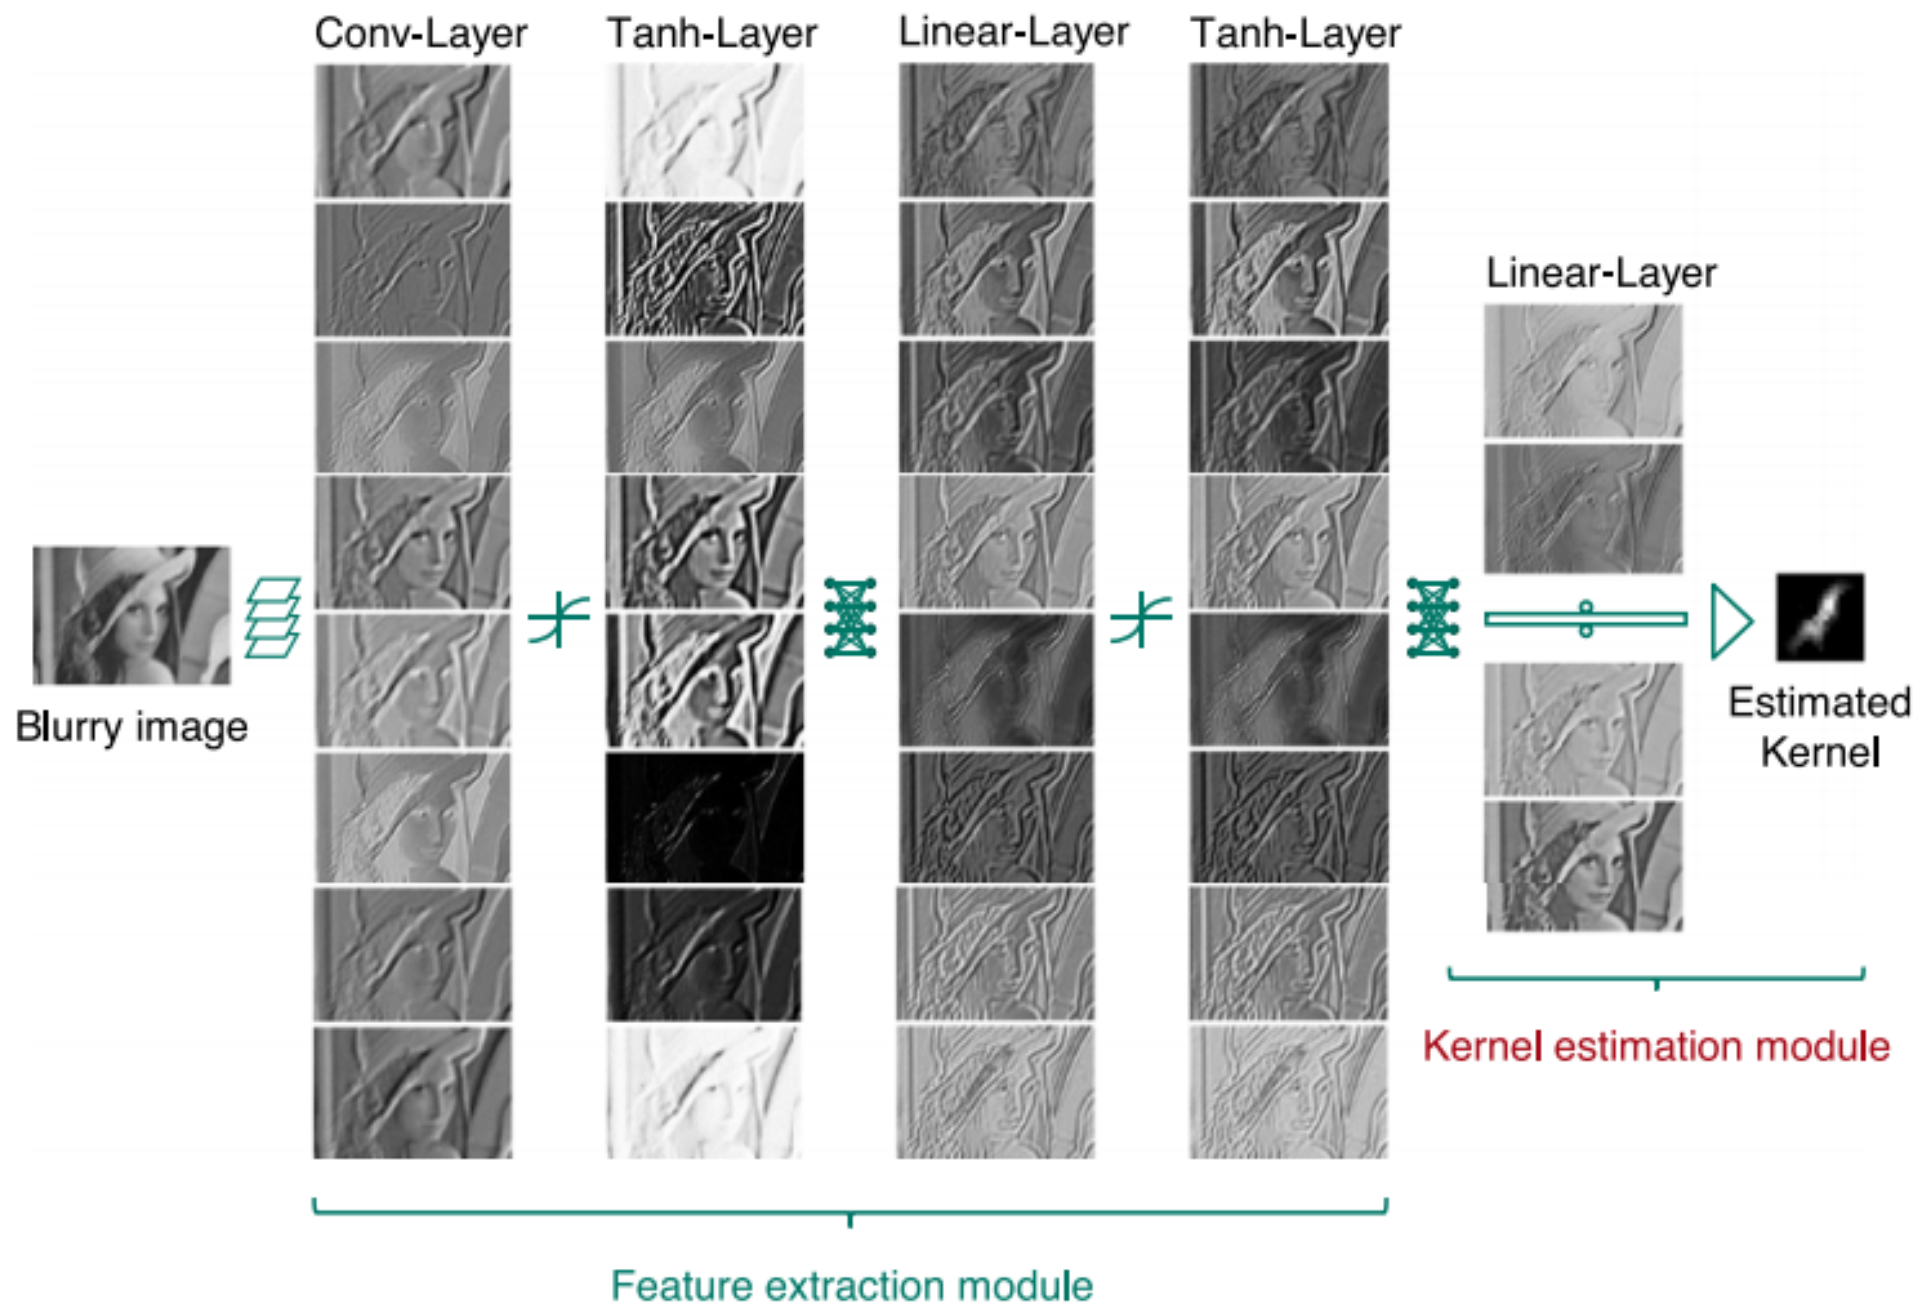 Conv-Layer
Tanh-Layer
Linear-Layer
Tanh-Layer
Linear-Layer
Blurry image
Estimated
Kernel
Kernel estimation module
Feature extraction module